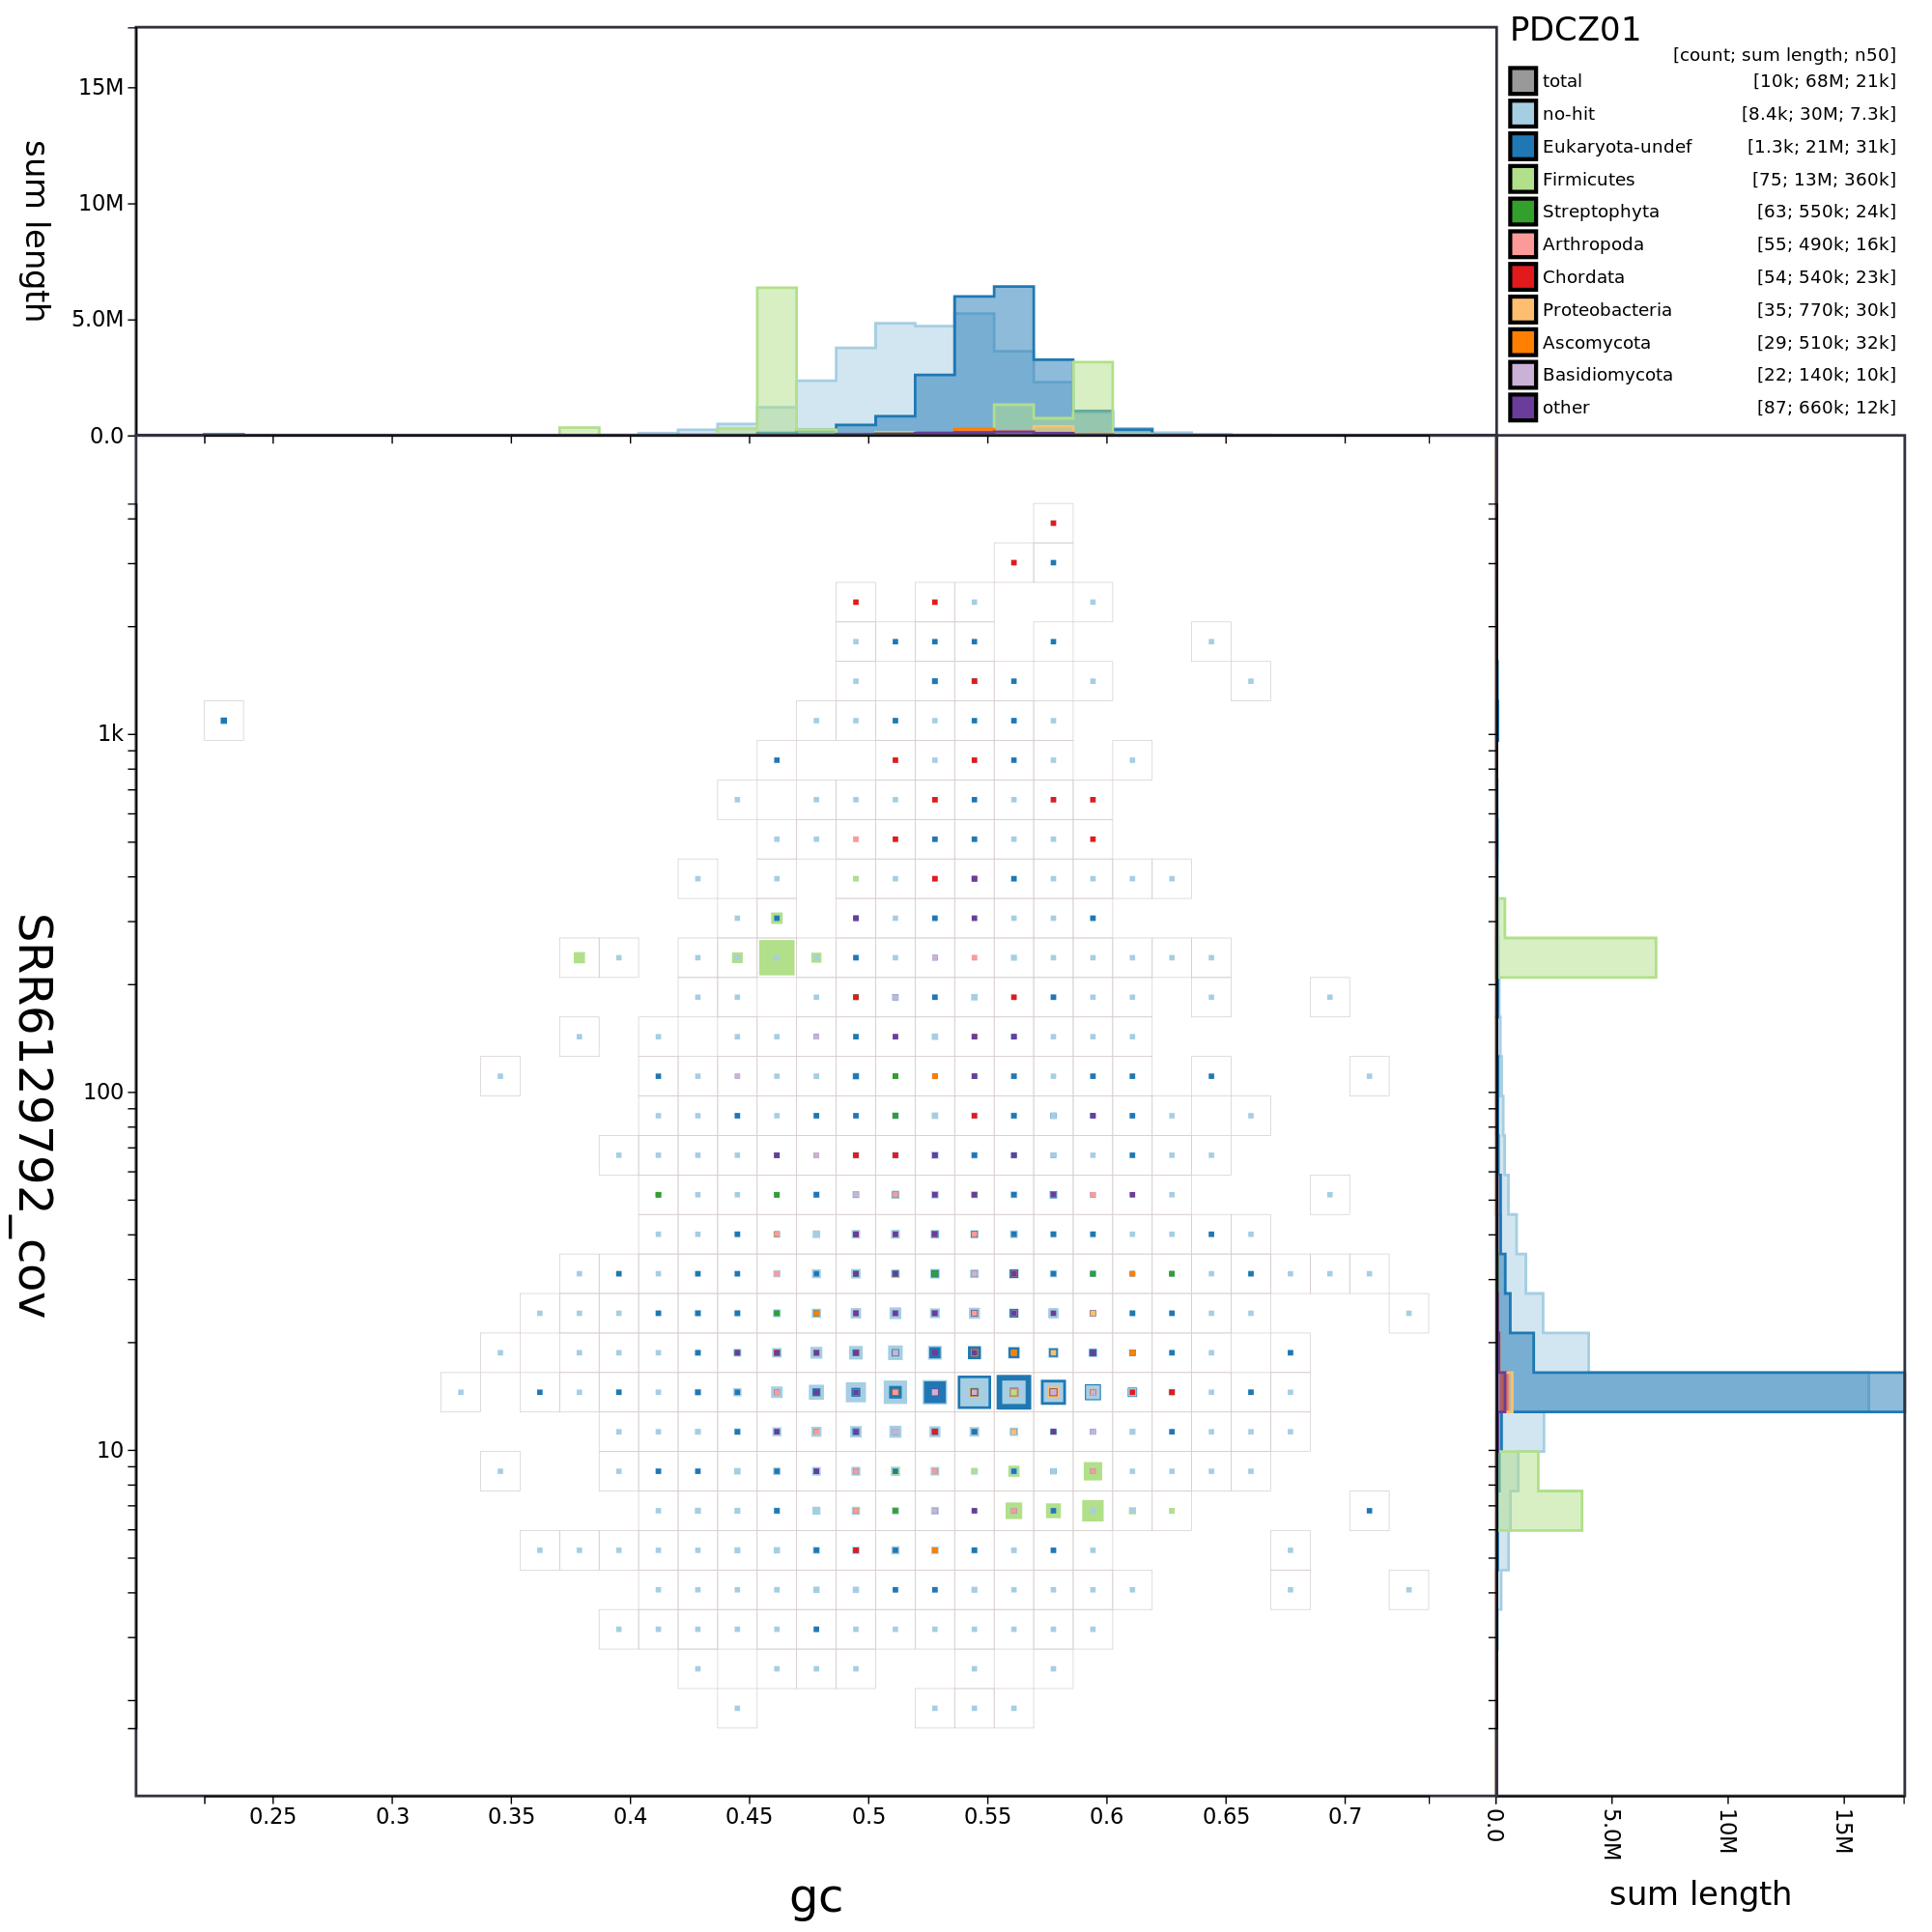 PDCZ01
[count; sum length; n50]
total [10k; 68M; 21k]
no-hit [8.4k; 30M; 7.3k]
Eukaryota-undef [1.3k; 21M; 31k]
Firmicutes [75; 13M; 360k]
Streptophyta [63; 550k; 24k]
Arthropoda [55; 490k; 16k]
Chordata [54; 540k; 23k]
Proteobacteria [35; 770k; 30k]
Ascomycota [29; 510k; 32k]
Basidiomycota [22; 140k; 10k]
other [87; 660k; 12k]
sum length
15M
10M
5.0M
0.0
SRR6129792_cov
1k
100
10
0.25 0.3 0.35 0.4 0.45 0.5 0.55 0.6 0.65 0.7
gc
0.0 5.0M 10M 15M
sum length